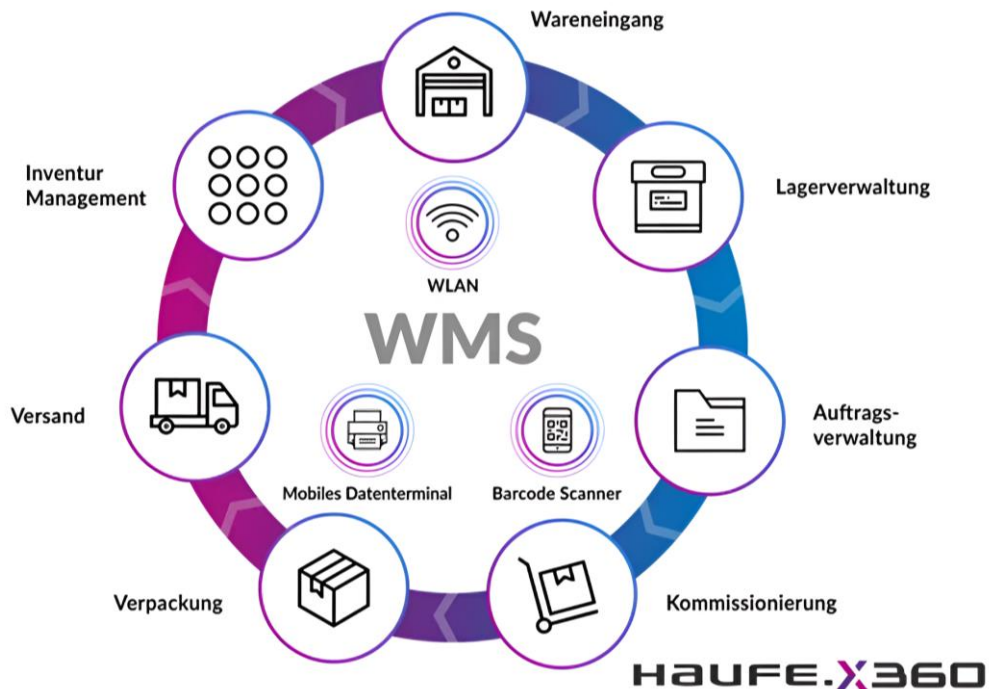 Wareneingang
Inventur
Management
Lagerverwaltung
WLAN
WMS
Versand
Auftrags-
verwaltung
Mobiles Datenterminal
Barcode Scanner
Verpackung
Kommissionierung
HAUFE.X360